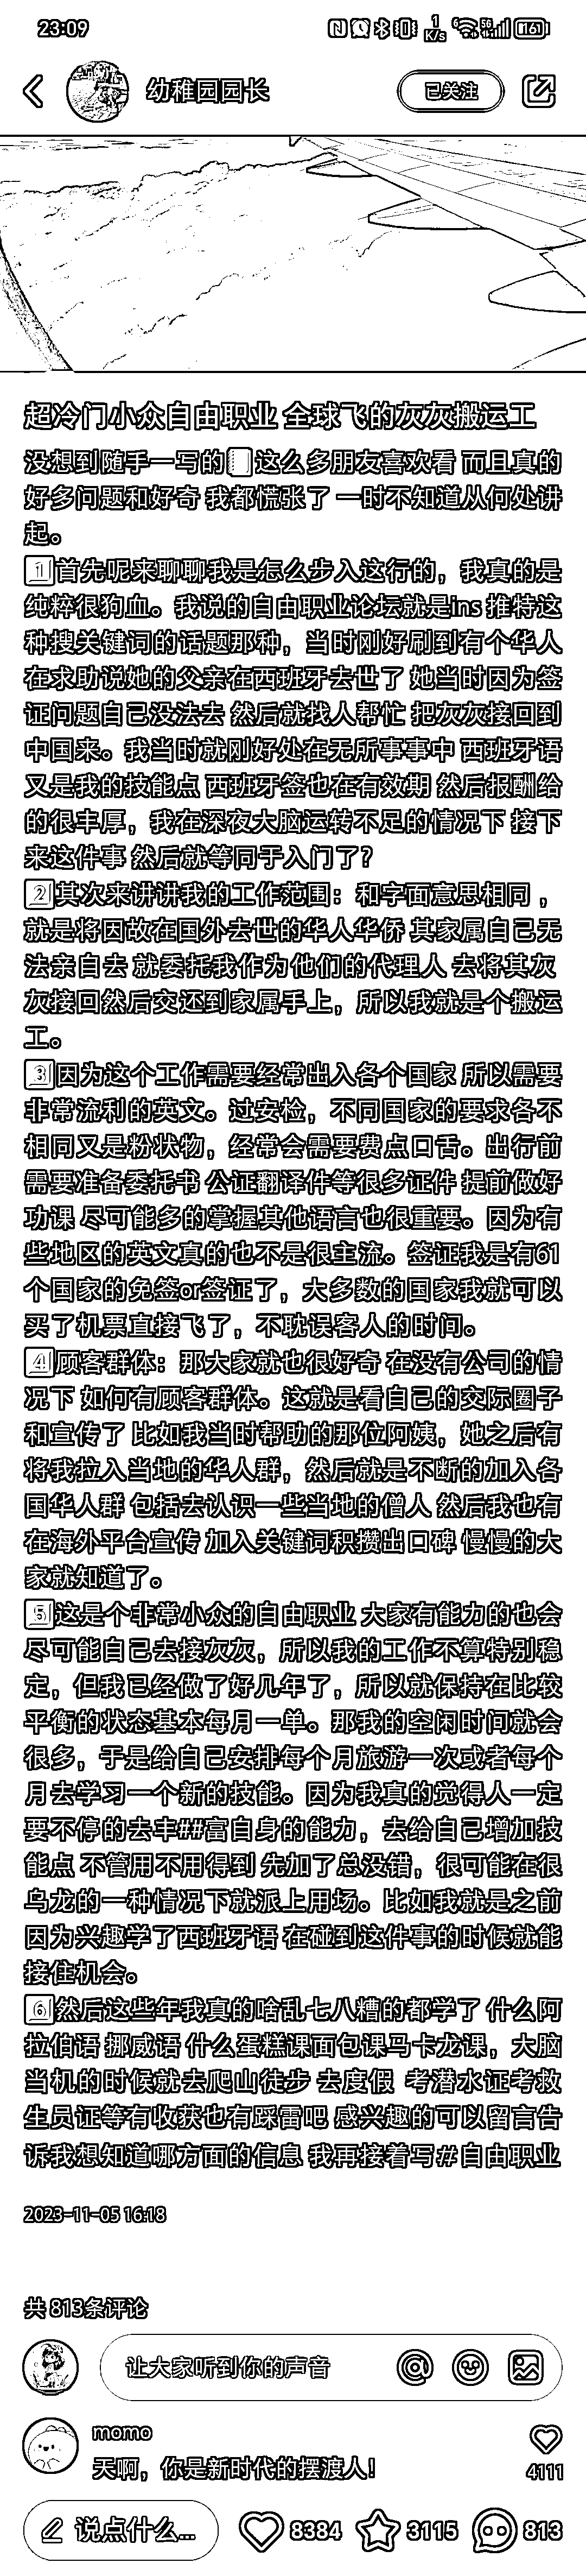 23:09
1 K/s
5G
61
幼稚园园长
已关注
超冷门小众自由职业 全球飞的灰灰搬运工
没想到随手一写的📔这么多朋友喜欢看 而且真的
好多问题和好奇 我都慌张了 一时不知道从何处讲
起。
1️⃣首先呢来聊聊我是怎么步入这行的，我真的是
纯粹很狗血。我说的自由职业论坛就是ins 推特这
种搜关键词的话题那种，当时刚好刷到有个华人
在求助说她的父亲在西班牙去世了 她当时因为签
证问题自己没法去 然后就找人帮忙 把灰灰接回到
中国来。我当时就刚好处在无所事事中 西班牙语
又是我的技能点 西班牙签也在有效期 然后报酬给
的很丰厚，我在深夜大脑运转不足的情况下 接下
来这件事 然后就等同于入门了？
2️⃣其次来讲讲我的工作范围：和字面意思相同 ，
就是将因故在国外去世的华人华侨 其家属自己无
法亲自去 就委托我作为他们的代理人 去将其灰
灰接回然后交还到家属手上，所以我就是个搬运
工。
3️⃣因为这个工作需要经常出入各个国家 所以需要
非常流利的英文。过安检，不同国家的要求各不
相同又是粉状物，经常会需要费点口舌。出行前
需要准备委托书 公证翻译件等很多证件 提前做好
功课 尽可能多的掌握其他语言也很重要。因为有
些地区的英文真的也不是很主流。签证我是有61
个国家的免签or签证了，大多数的国家我就可以
买了机票直接飞了，不耽误客人的时间。
4️⃣顾客群体：那大家就也很好奇 在没有公司的情
况下 如何有顾客群体。这就是看自己的交际圈子
和宣传了 比如我当时帮助的那位阿姨，她之后有
将我拉入当地的华人群，然后就是不断的加入各
国华人群 包括去认识一些当地的僧人 然后我也有
在海外平台宣传 加入关键词积攒出口碑 慢慢的大
家就知道了。
5️⃣这是个非常小众的自由职业 大家有能力的也会
尽可能自己去接灰灰，所以我的工作不算特别稳
定，但我已经做了好几年了，所以就保持在比较
平衡的状态基本每月一单。那我的空闲时间就会
很多，于是给自己安排每个月旅游一次或者每个
月去学习一个新的技能。因为我真的觉得人一定
要不停的去丰##富自身的能力，去给自己增加技
能点 不管用不用得到 先加了总没错，很可能在很
乌龙的一种情况下就派上用场。比如我就是之前
因为兴趣学了西班牙语 在碰到这件事的时候就能
接住机会。
6️⃣然后这些年我真的啥乱七八糟的都学了 什么阿
拉伯语 挪威语 什么蛋糕课面包课马卡龙课，大脑
当机的时候就去爬山徒步 去度假 考潜水证考救
生员证等有收获也有踩雷吧 感兴趣的可以留言告
诉我想知道哪方面的信息 我再接着写#自由职业
2023-11-05 16:18
共 813条评论
让大家听到你的声音
momo
天啊，你是新时代的摆渡人！
4111
说点什么...
8384
3115
813